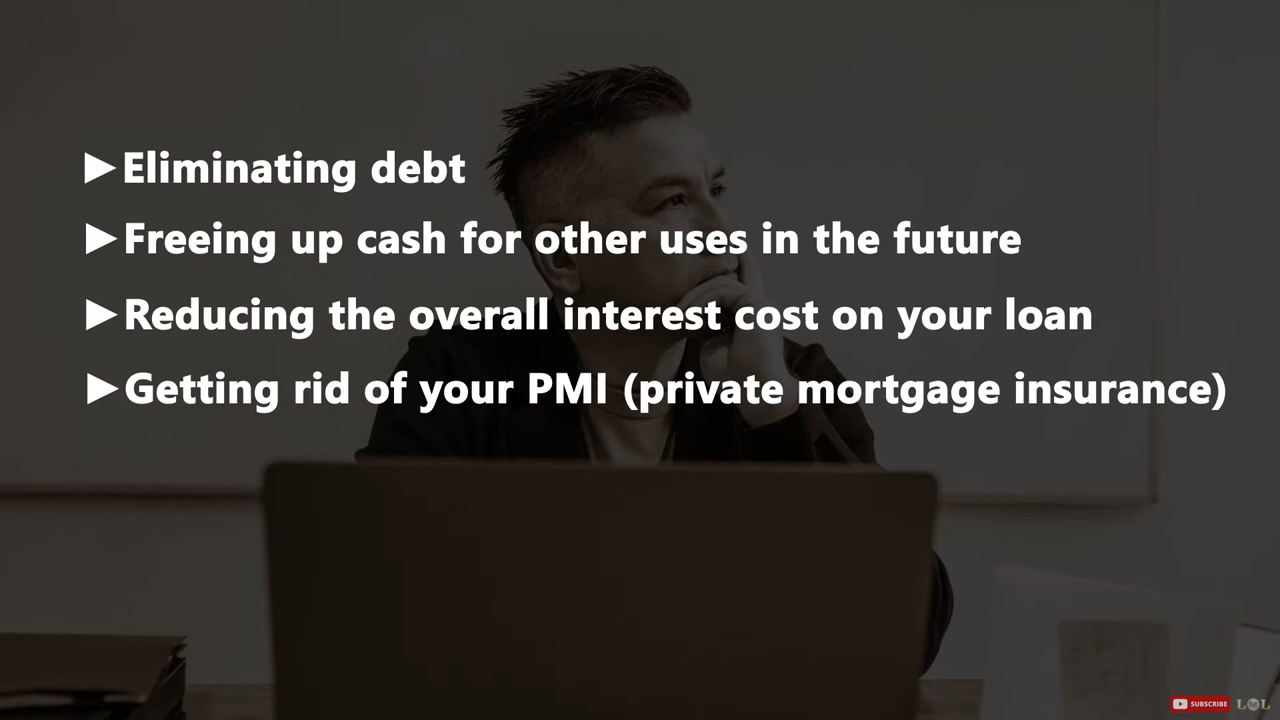 ►Eliminating debt
►Freeing up cash for other uses in the future
►Reducing the overall interest cost on your loan
►Getting rid of your PMI (private mortgage insurance)
SUBSCRIBE LOL